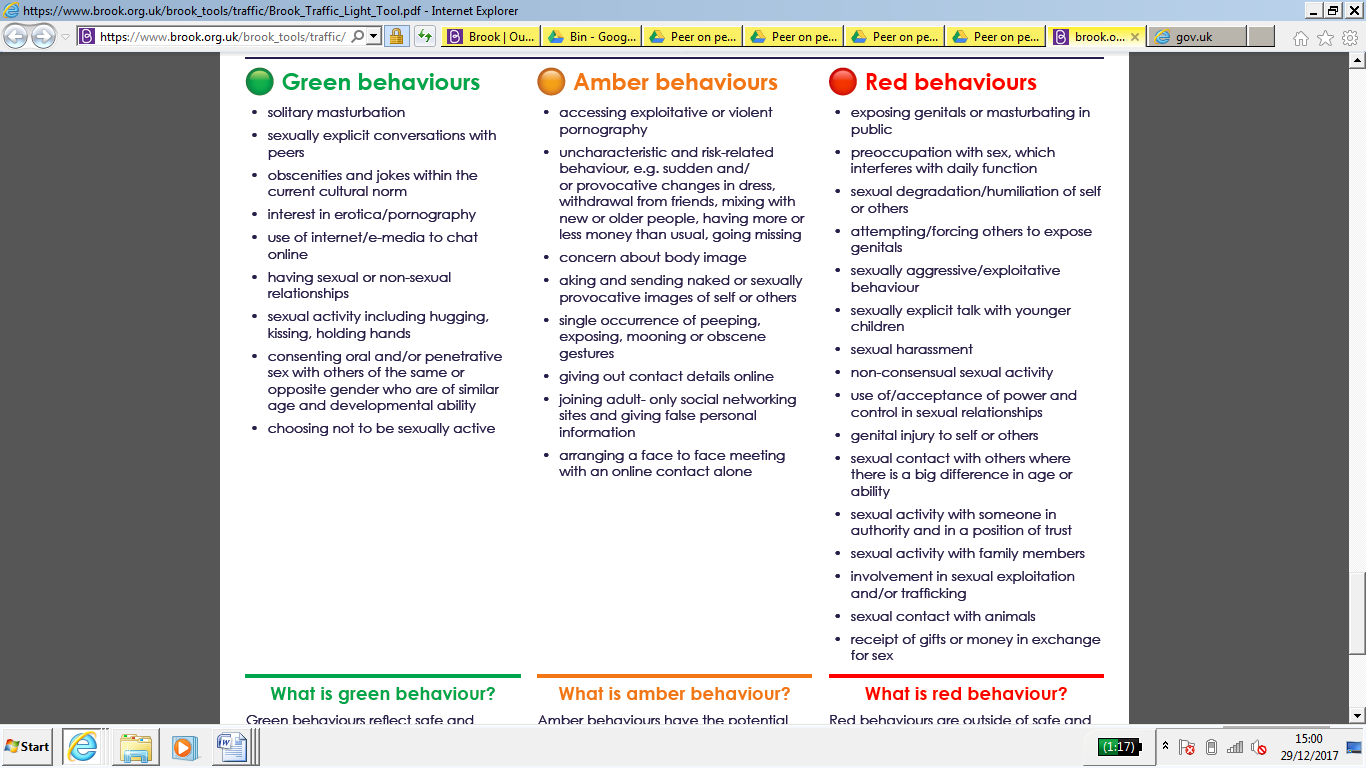 https://www.brook.org.uk/brook_tools/traffic/Brook_Traffic_Light_Tool.pdf - Internet Explorer
https://www.brook.org.uk/brook_tools/traffic/
Brook | Ou...
Bin - Goog...
Peer on pe...
Peer on pe...
Peer on pe...
Peer on pe...
brook.o...
gov.uk
Green behaviours
• solitary masturbation
• sexually explicit conversations with
peers
• obscenities and jokes within the
current cultural norm
• interest in erotica/pornography
• use of internet/e-media to chat
online
• having sexual or non-sexual
relationships
• sexual activity including hugging,
kissing, holding hands
• consenting oral and/or penetrative
sex with others of the same or
opposite gender who are of similar
age and developmental ability
• choosing not to be sexually active
Amber behaviours
• accessing exploitative or violent
pornography
• uncharacteristic and risk-related
behaviour, e.g. sudden and/
or provocative changes in dress,
withdrawal from friends, mixing with
new or older people, having more or
less money than usual, going missing
• concern about body image
• aking and sending naked or sexually
provocative images of self or others
• single occurrence of peeping,
exposing, mooning or obscene
gestures
• giving out contact details online
• joining adult- only social networking
sites and giving false personal
information
• arranging a face to face meeting
with an online contact alone
Red behaviours
• exposing genitals or masturbating in
public
• preoccupation with sex, which
interferes with daily function
• sexual degradation/humiliation of self
or others
• attempting/forcing others to expose
genitals
• sexually aggressive/exploitative
behaviour
• sexually explicit talk with younger
children
• sexual harassment
• non-consensual sexual activity
• use of/acceptance of power and
control in sexual relationships
• genital injury to self or others
• sexual contact with others where
there is a big difference in age or
ability
• sexual activity with someone in
authority and in a position of trust
• sexual activity with family members
• involvement in sexual exploitation
and/or trafficking
• sexual contact with animals
• receipt of gifts or money in exchange
for sex
What is green behaviour?
Green behaviours reflect safe and
What is amber behaviour?
Amber behaviours have the potential
What is red behaviour?
Red behaviours are outside of safe and
Start
(1:17)
15:00
29/12/2017